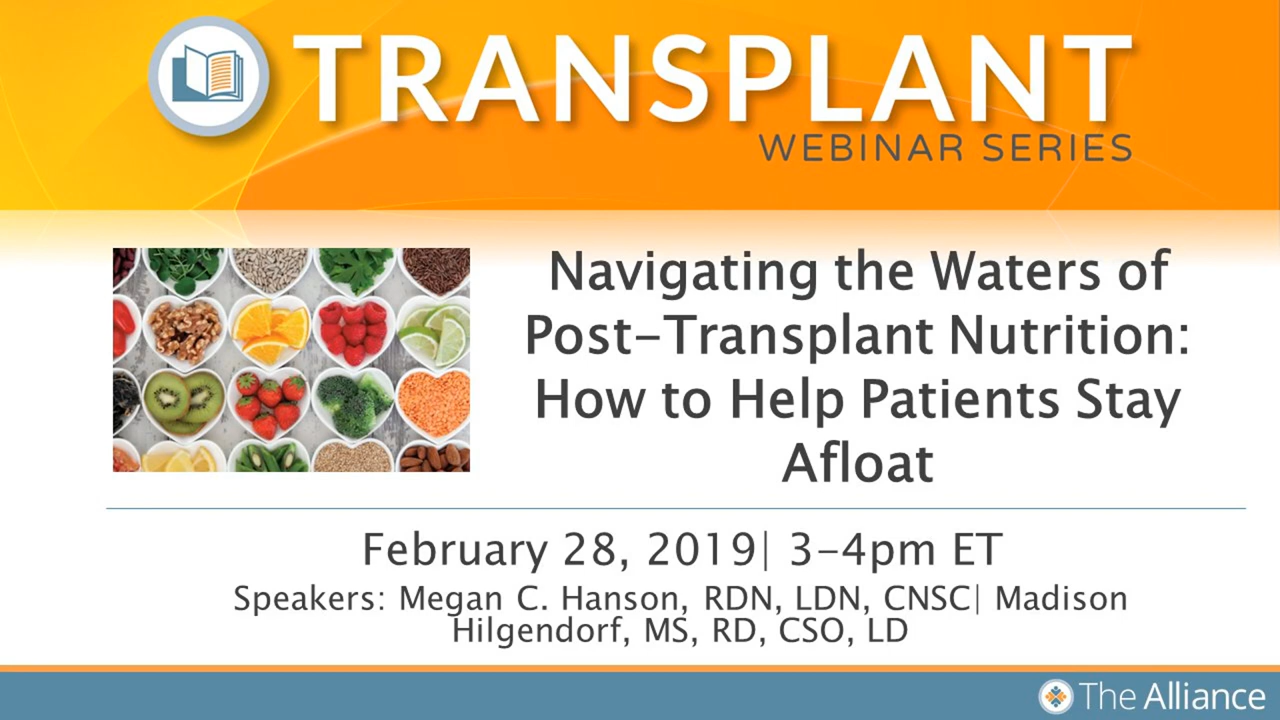 TRANSPLANT
WEBINAR SERIES
Navigating the Waters of
Post-Transplant Nutrition:
How to Help Patients Stay
Afloat
February 28, 2019| 3-4pm ET
Speakers: Megan C. Hanson, RDN, LDN, CNSC| Madison
Hilgendorf, MS, RD, CSO, LD
The Alliance